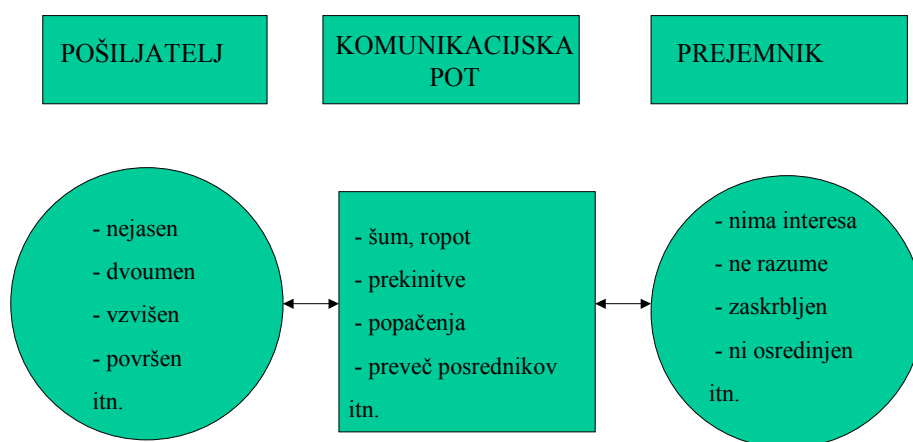 POŠILJATELJ
KOMUNIKACIJSKA
POT
PREJEMNIK
- nejasen
- dvoumen
- vzvišen
- površen
itn.
- šum, ropot
- prekinitve
- popačenja
- preveč posrednikov
itn.
- nima interesa
- ne razume
- zaskrbljen
- ni osredinjen
itn.